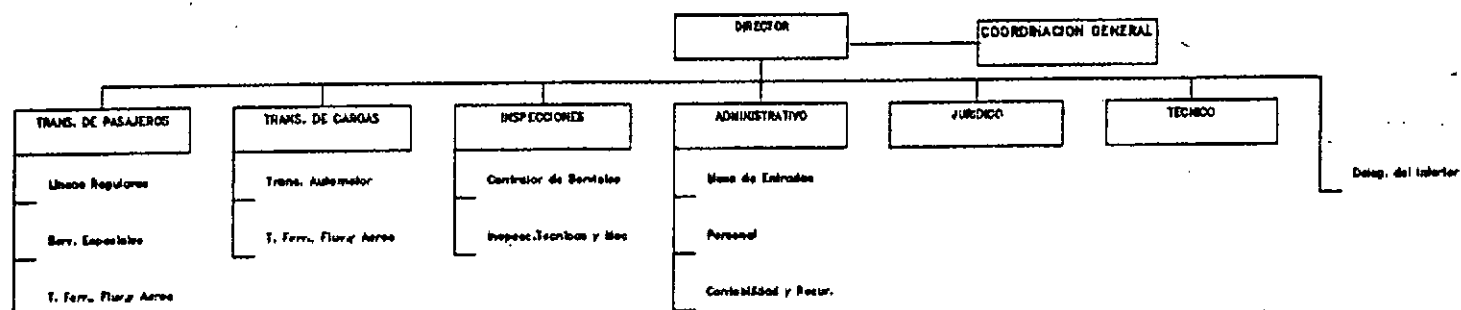 DIRECTOR
COORDINACION GENERAL
TRANS. DE PASAJEROS
TRANS. DE CARGAS
INSPECCIONES
ADMINISTRATIVO
JURIDICO
TECNICO
Lineas Regulares
Trans. Automotor
Contralor de Servicios
Mesa de Entradas
Deleg. del Interior
Serv. Especiales
T. Ferr., Fluv.y Aereo
Inspec.Tecnicas y Mec
Personal
T. Ferr., Fluv.y Aereo
Contabilidad y Recur.